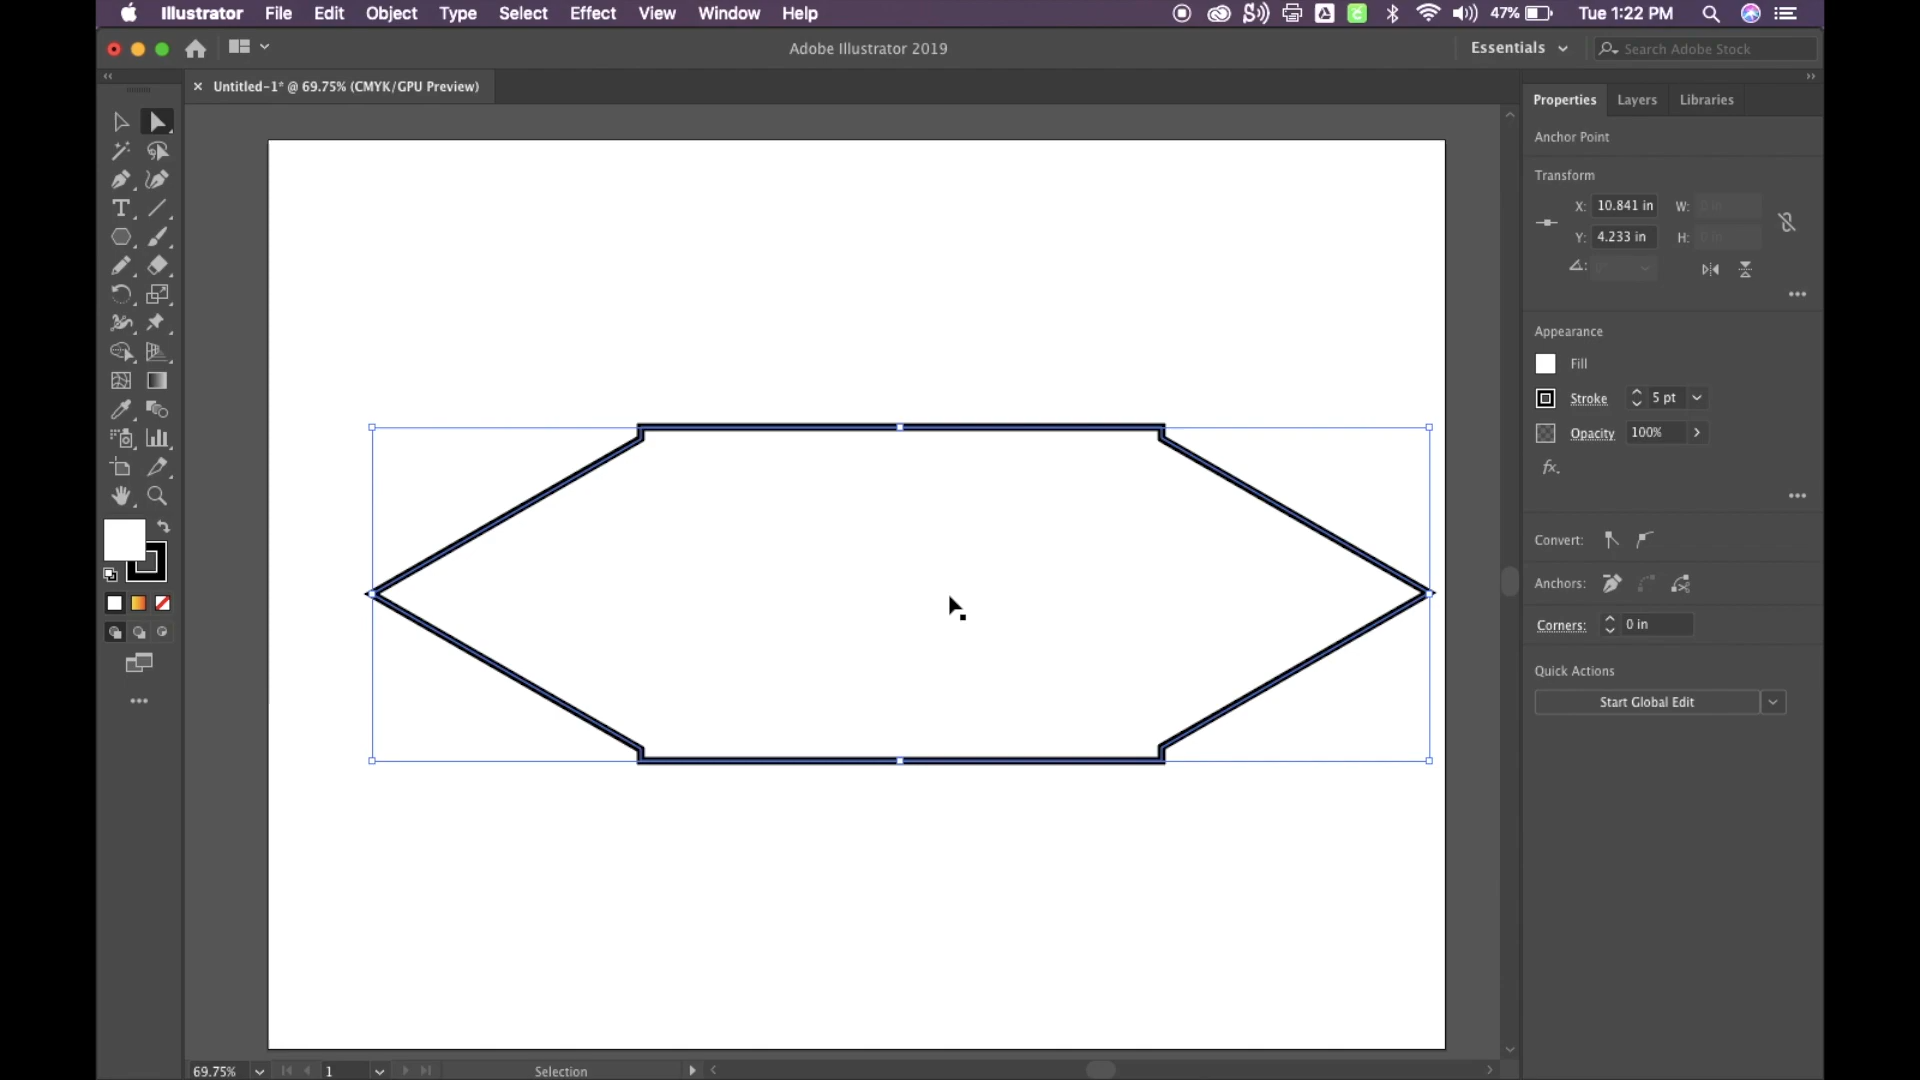 Illustrator File Edit Object Type Select Effect View Window Help 47% Tue 1:22 PM
Adobe Illustrator 2019 Essentials Search Adobe Stock
Untitled-1* @ 69.75% (CMYK/GPU Preview)
Properties Layers Libraries
Anchor Point
Transform
X: 10.841 in W:
Y: 4.233 in H:
Appearance
Fill
Stroke 5 pt
Opacity 100%
fx.
Convert:
Anchors:
Corners: 0 in
Quick Actions
Start Global Edit
69.75% 1 Selection